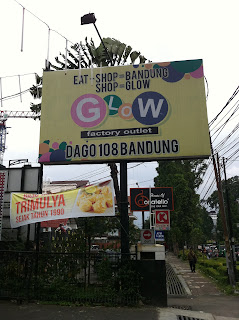 EAT ⇔ SHOP ⇔ BANDUNG
SHOP ⇔ GLOW
GLOW
factory outlet
DAGO 108 BANDUNG
TRIMULYA
SEJAK TAHUN 1990